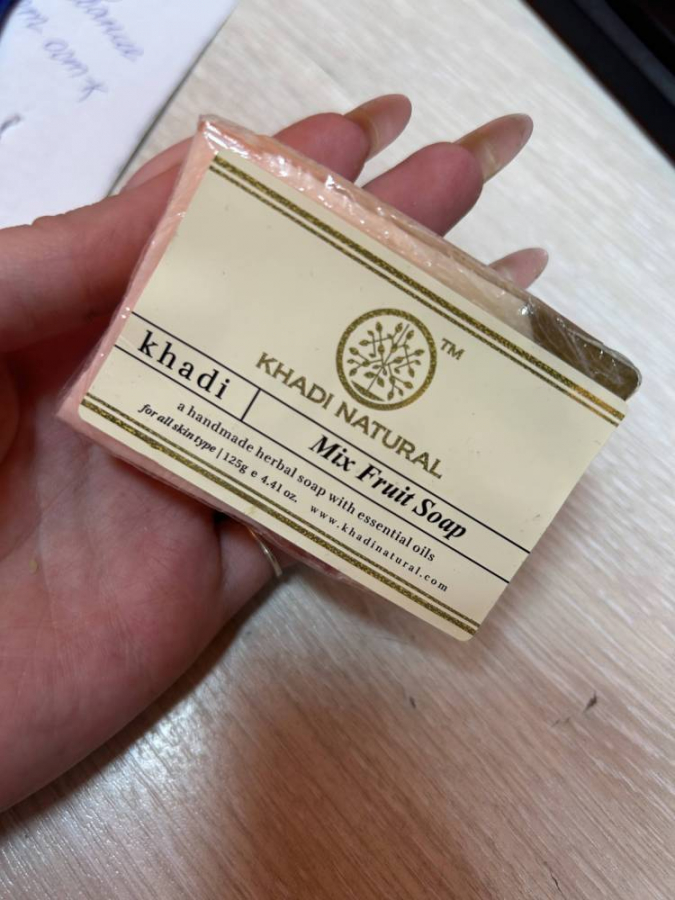 TM
KHADI NATURAL
khadi
Mix Fruit Soap
a handmade herbal soap with essential oils
for all skin type | 125g e 4.41 oz.
www.khadinatural.com